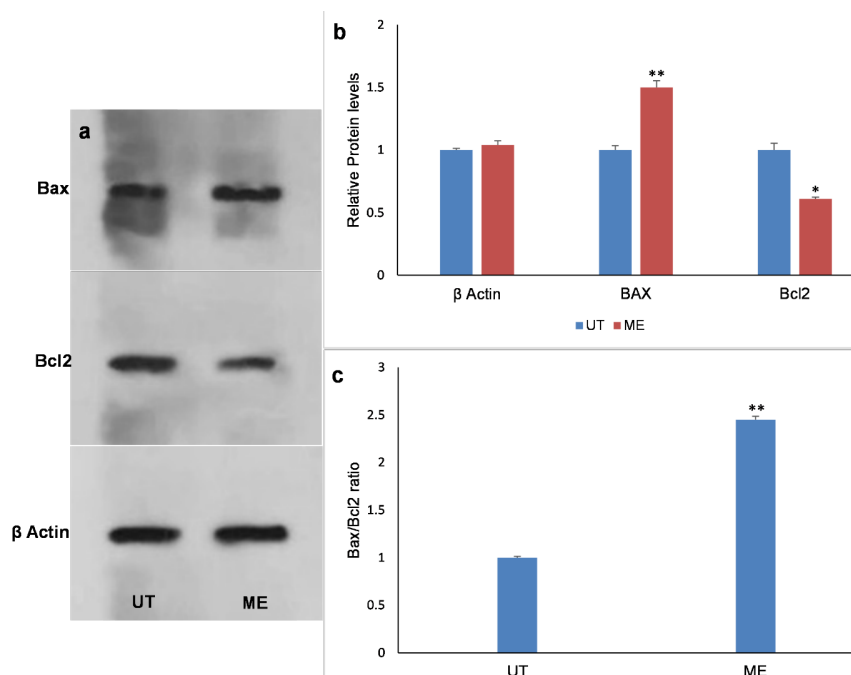 a
Bax
Bcl2
β Actin
UT ME
b
Relative Protein levels
2
1.5
1
0.5
0
**
*
β Actin BAX Bcl2
UT ME
c
Bax/Bcl2 ratio
3
2.5
2
1.5
1
0.5
0
**
UT ME